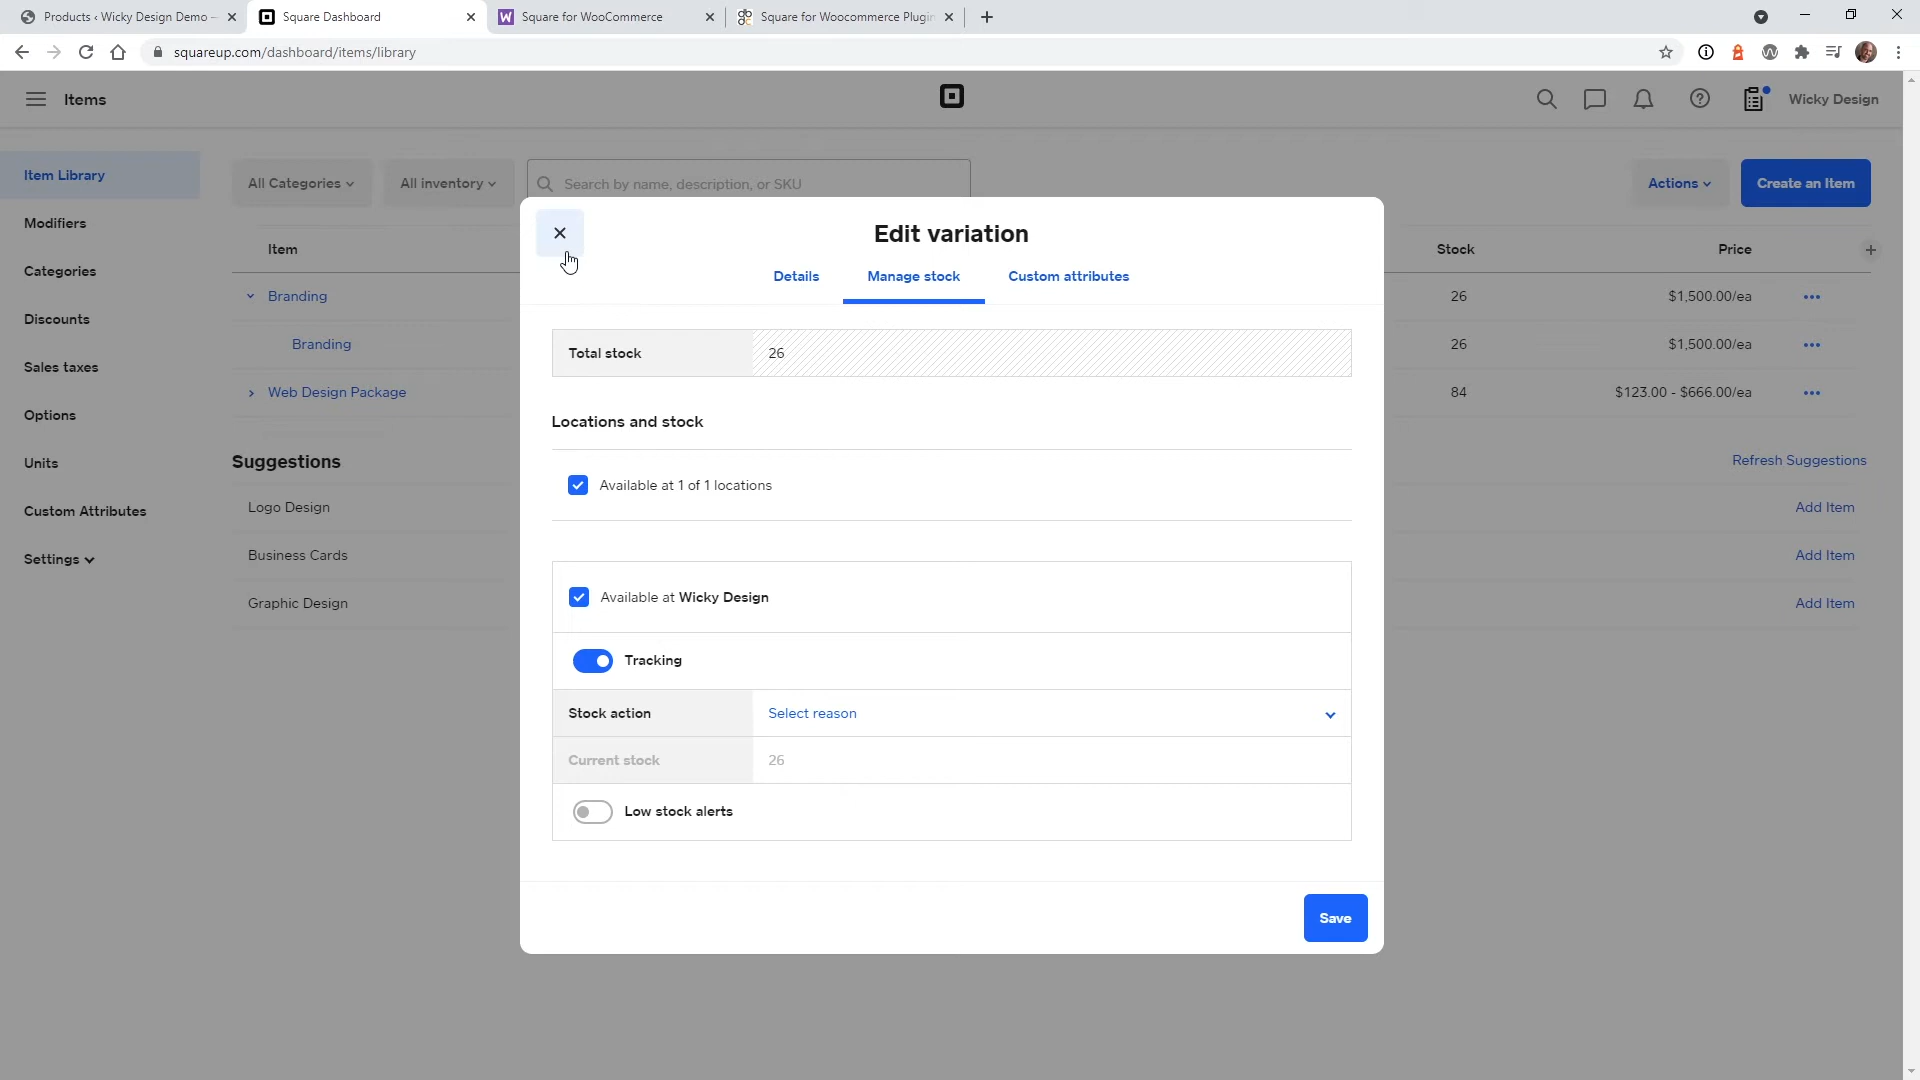 Products ‹ Wicky Design Demo –
Square Dashboard
Square for WooCommerce
Square for Woocommerce Plugin
squareup.com/dashboard/items/library
Items
Wicky Design
Item Library
Modifiers
Categories
Discounts
Sales taxes
Options
Units
Custom Attributes
Settings
All Categories
All inventory
Search by name, description, or SKU
Actions
Create an Item
Item
Stock
Price
Branding
26
$1,500.00/ea
Branding
26
$1,500.00/ea
Web Design Package
84
$123.00 - $666.00/ea
Suggestions
Refresh Suggestions
Logo Design
Add Item
Business Cards
Add Item
Graphic Design
Add Item
Edit variation
Details
Manage stock
Custom attributes
Total stock
26
Locations and stock
Available at 1 of 1 locations
Available at Wicky Design
Tracking
Stock action
Select reason
Current stock
26
Low stock alerts
Save